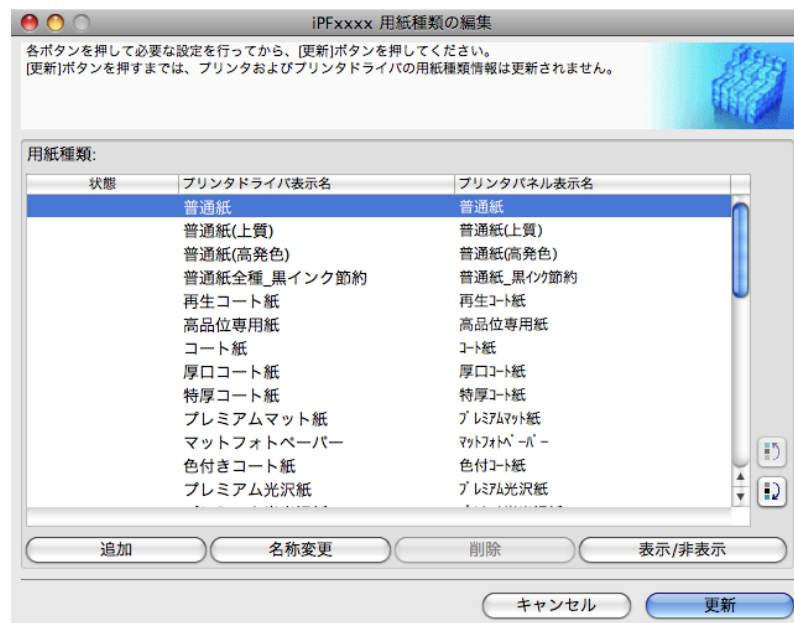 iPFxxxx 用紙種類の編集
各ボタンを押して必要な設定を行ってから、[更新]ボタンを押してください。
[更新]ボタンを押すまでは、プリンタおよびプリンタドライバの用紙種類情報は更新されません。
用紙種類:
状態 プリンタドライバ表示名 プリンタパネル表示名
普通紙 普通紙
普通紙(上質) 普通紙(上質)
普通紙(高発色) 普通紙(高発色)
普通紙全種_黒インク節約 普通紙_黒インク節約
再生コート紙 再生コート紙
高品位専用紙 高品位専用紙
コート紙 コート紙
厚口コート紙 厚口コート紙
特厚コート紙 特厚コート紙
プレミアムマット紙 プレミアムマット紙
マットフォトペーパー マットフォトペーパー
色付きコート紙 色付コート紙
プレミアム光沢紙 プレミアム光沢紙
追加 名称変更 削除 表示/非表示
キャンセル 更新